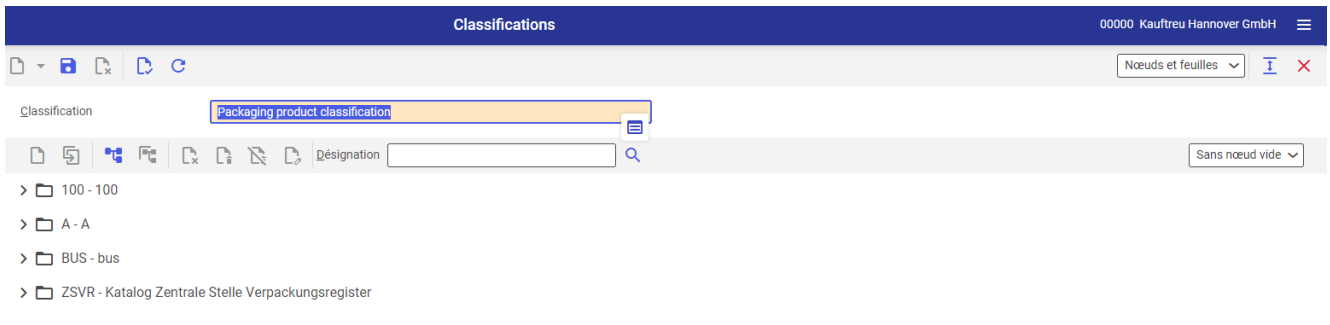 Classifications
00000 Kauftreu Hannover GmbH
Nœuds et feuilles
Classification
Packaging product classification
Désignation
Sans nœud vide
100 - 100
A - A
BUS - bus
ZSVR - Katalog Zentrale Stelle Verpackungsregister